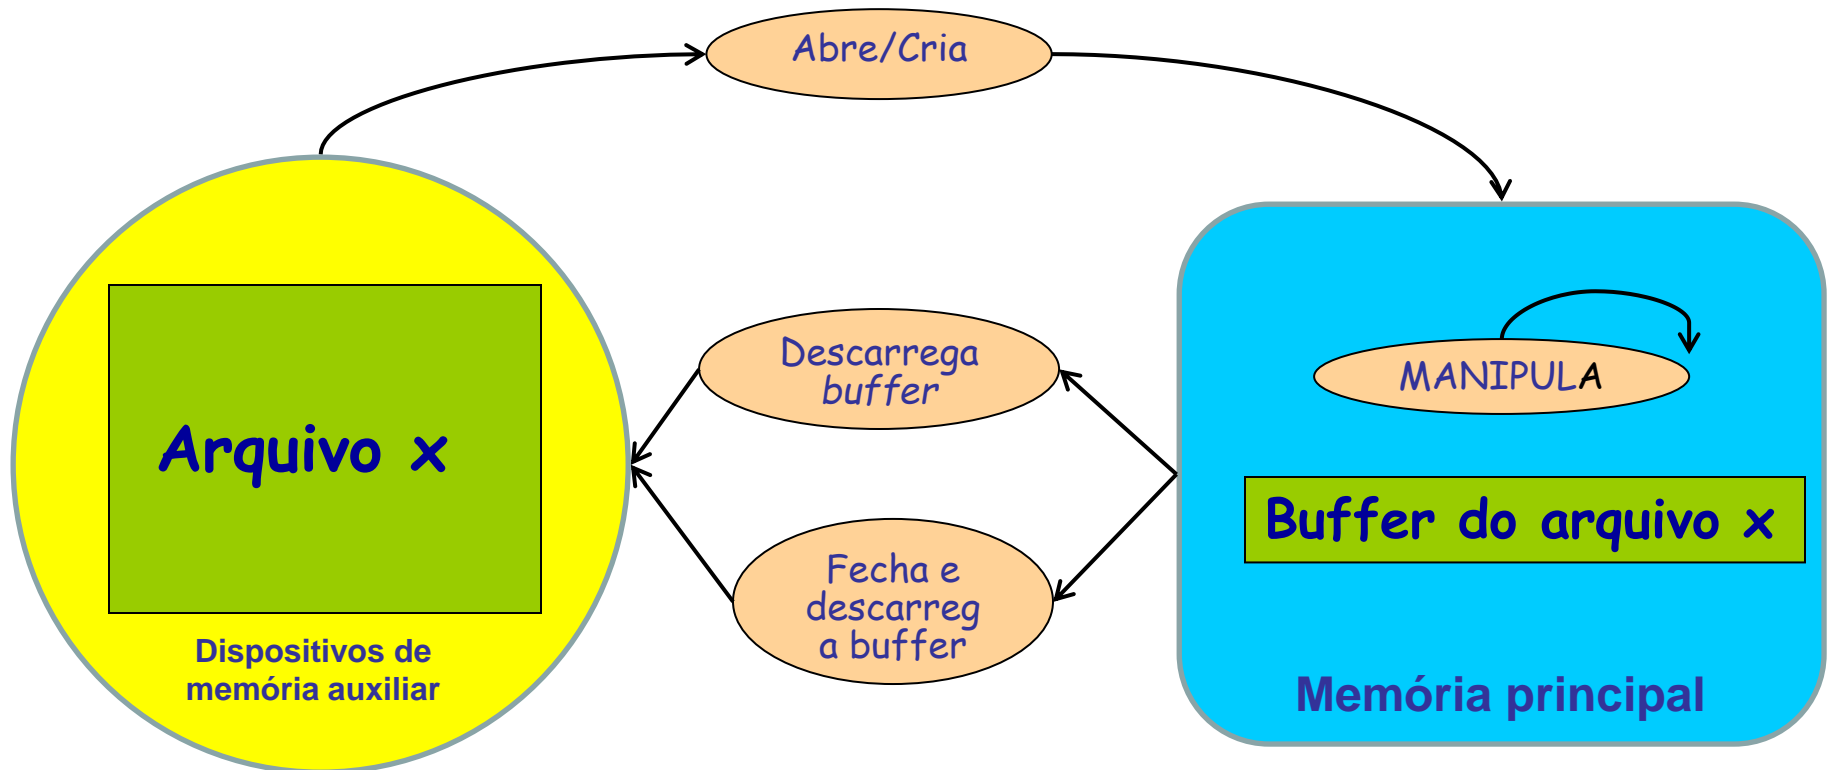 Abre/Cria
Descarrega
buffer
MANIPULA
Arquivo x
Buffer do arquivo x
Fecha e
descarreg
a buffer
Dispositivos de
memória auxiliar
Memória principal